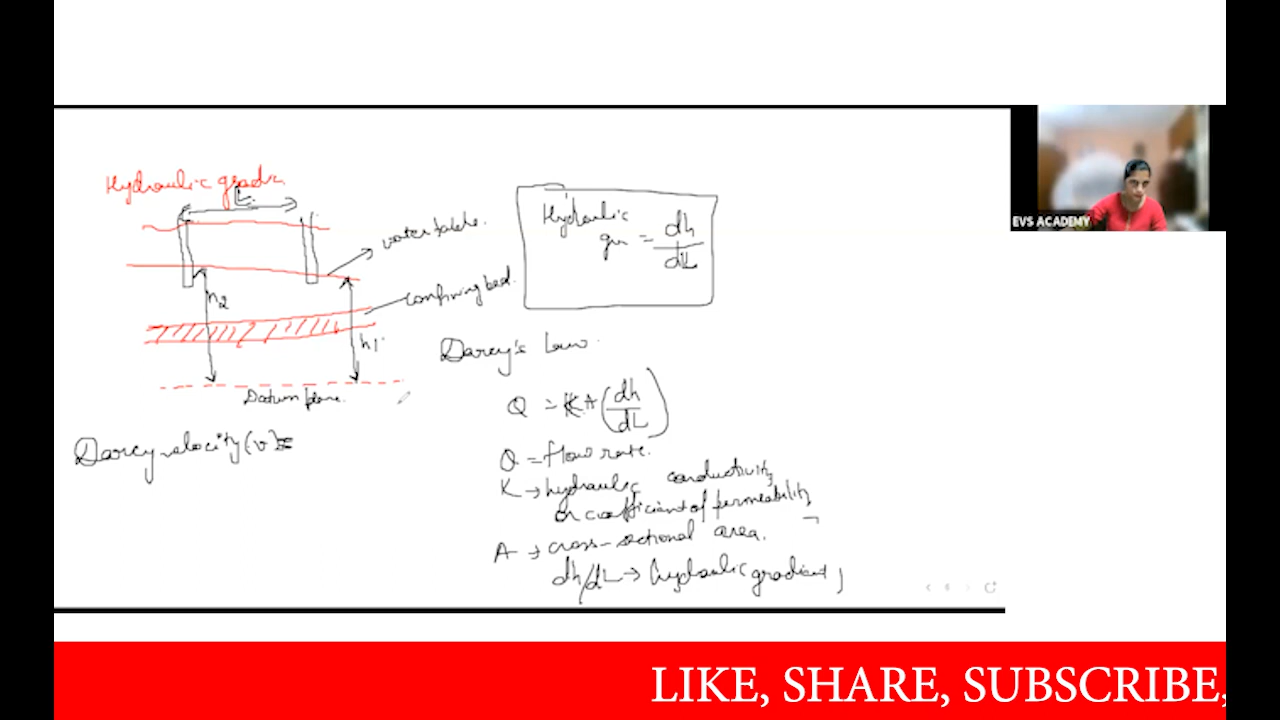 Hydraulic gradn.
L.
water table.
h2
confining bed.
h1.
Datum plane.
Darcy velocity (v) =
Hydraulic
gr = dh/dL
Darcy's law.
Q = KA (dh/dL)
Q = flow rate.
K → hydraulic conductivity
or coefficient of permeability
A → cross-sectional area.
dh/dL → hydraulic gradient
EVS ACADEMY
LIKE, SHARE, SUBSCRIBE,